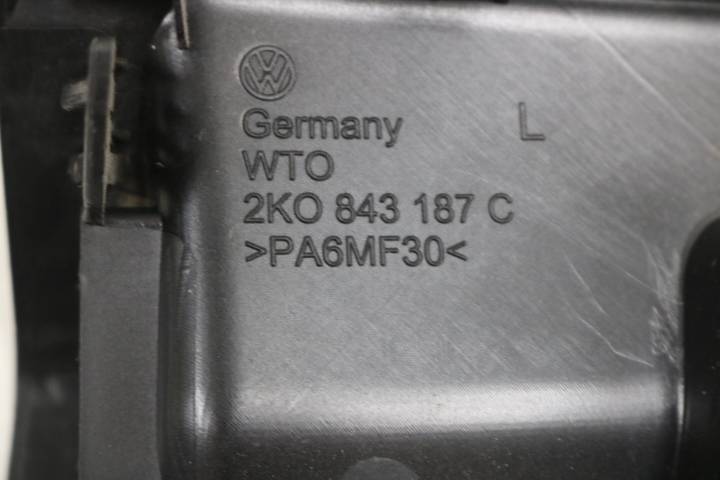 Germany L
WTO
2K0 843 187 C
>PA6MF30<